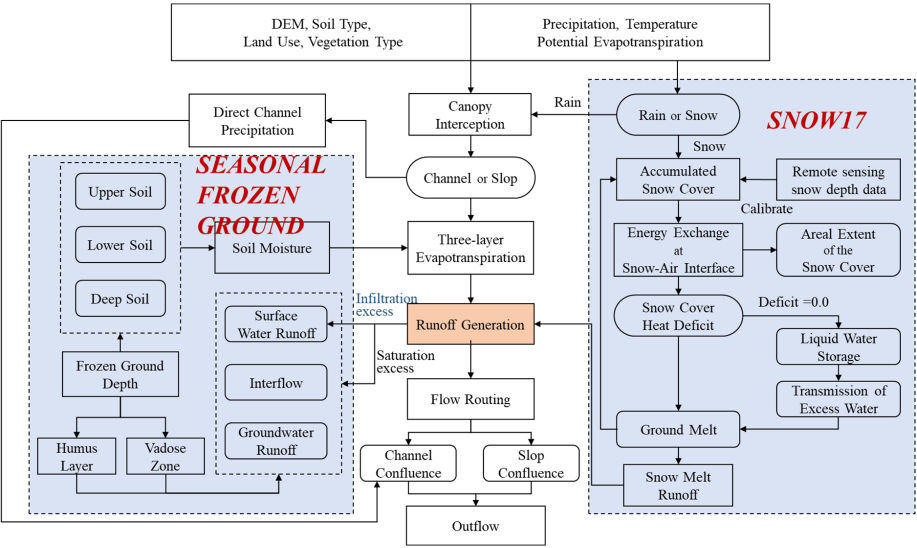 DEM, Soil Type,
Land Use, Vegetation Type
Precipitation, Temperature
Potential Evapotranspiration
Direct Channel
Precipitation
Canopy
Interception
Rain
Rain or Snow
SNOW17
Snow
SEASONAL
FROZEN
GROUND
Channel or Slop
Accumulated
Snow Cover
Remote sensing
snow depth data
Calibrate
Upper Soil
Lower Soil
Deep Soil
Soil Moisture
Three-layer
Evapotranspiration
Energy Exchange
at
Snow-Air Interface
Areal Extent
of the
Snow Cover
Infiltration
excess
Surface
Water Runoff
Runoff Generation
Snow Cover
Heat Deficit
Deficit =0.0
Liquid Water
Storage
Saturation
excess
Frozen Ground
Depth
Interflow
Flow Routing
Transmission of
Excess Water
Ground Melt
Humus
Layer
Vadose
Zone
Groundwater
Runoff
Channel
Confluence
Slop
Confluence
Snow Melt
Runoff
Outflow